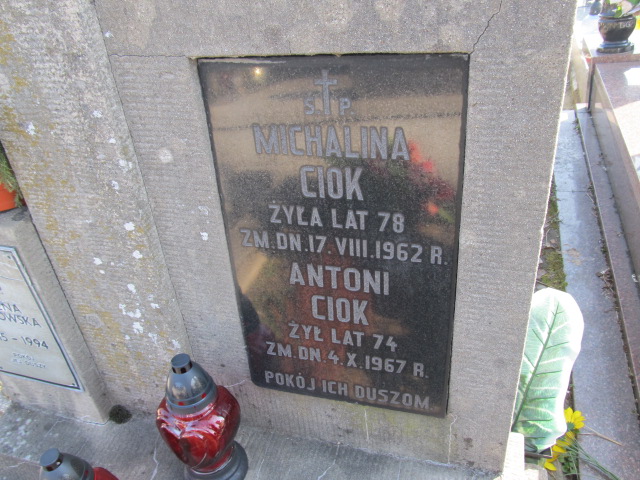 Ś.P.
MICHALINA
CIOK
ŻYŁA LAT 78
ZM. DN. 17. VIII. 1962 R.
ANTONI
CIOK
ŻYŁ LAT 74
ZM. DN. 4. X. 1967 R.
POKÓJ ICH DUSZOM
1994